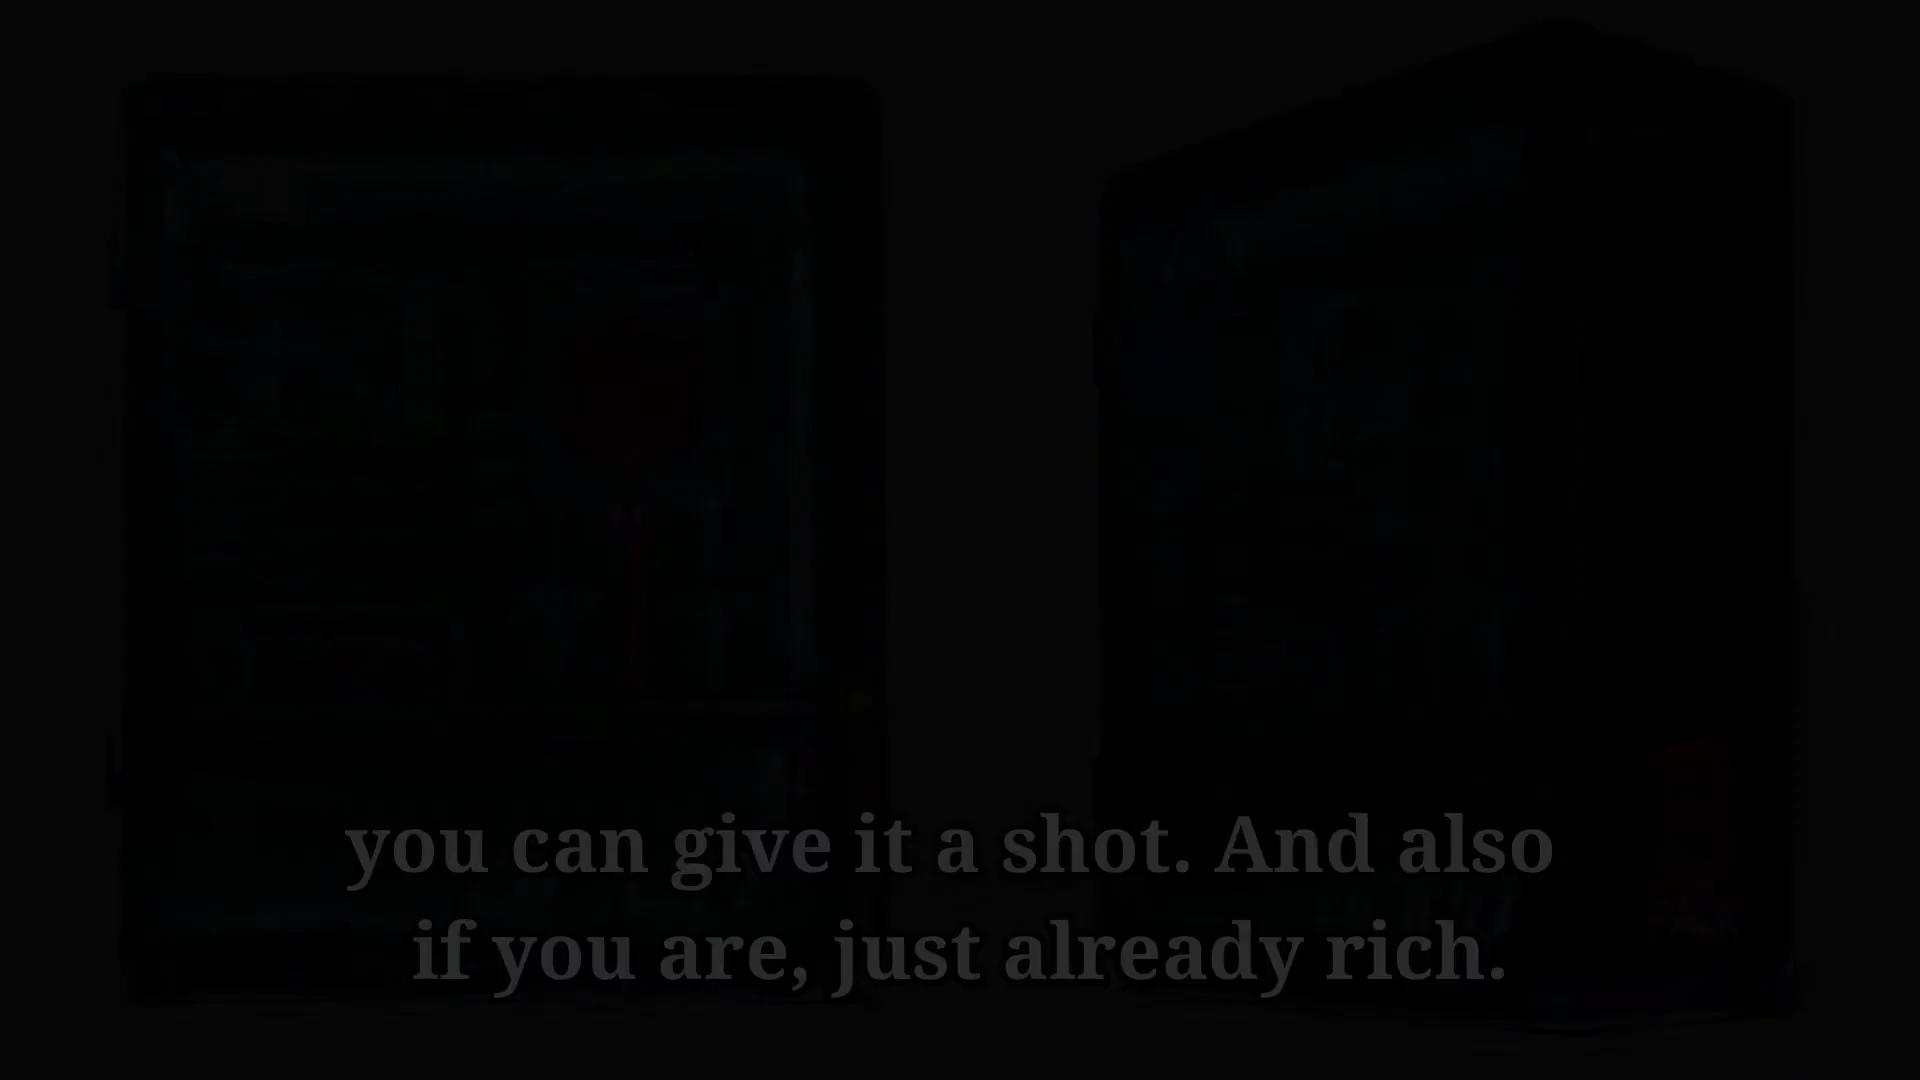 you can give it a shot. And also
if you are, just already rich.